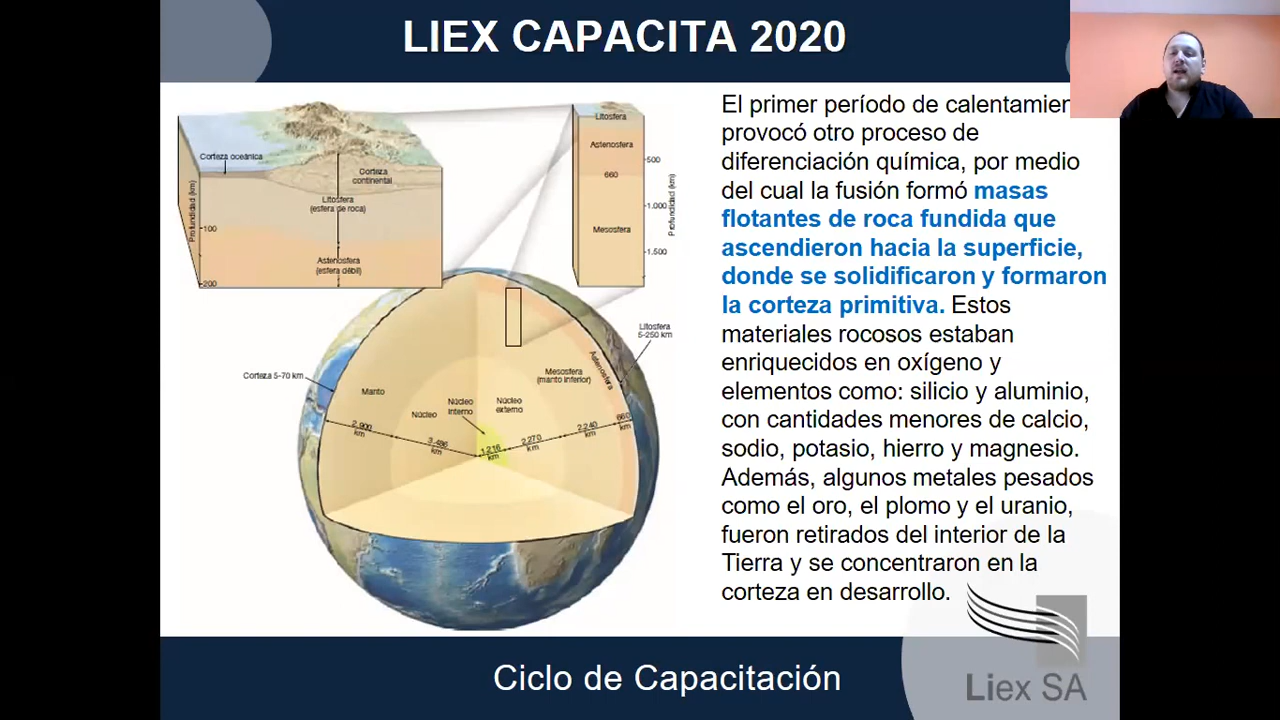 LIEX CAPACITA 2020
Corteza oceánica
Corteza
continental
Litosfera
(esfera de roca)
Astenosfera
(esfera débil)
Profundidad (km)
100
200
Litosfera
Astenosfera
660
Mesosfera
500
1.000
1.500
Profundidad (km)
Litosfera
5-250 km
Corteza 5-70 km
Manto
Núcleo
Núcleo
interno
Núcleo
externo
Mesosfera
(manto inferior)
Astenosfera
2.900
km
3.486
km
1.216
km
2.270
km
2.240
km
660
km
El primer período de calentamien
provocó otro proceso de
diferenciación química, por medio
del cual la fusión formó masas
flotantes de roca fundida que
ascendieron hacia la superficie,
donde se solidificaron y formaron
la corteza primitiva. Estos
materiales rocosos estaban
enriquecidos en oxígeno y
elementos como: silicio y aluminio,
con cantidades menores de calcio,
sodio, potasio, hierro y magnesio.
Además, algunos metales pesados
como el oro, el plomo y el uranio,
fueron retirados del interior de la
Tierra y se concentraron en la
corteza en desarrollo.
Ciclo de Capacitación
Liex SA